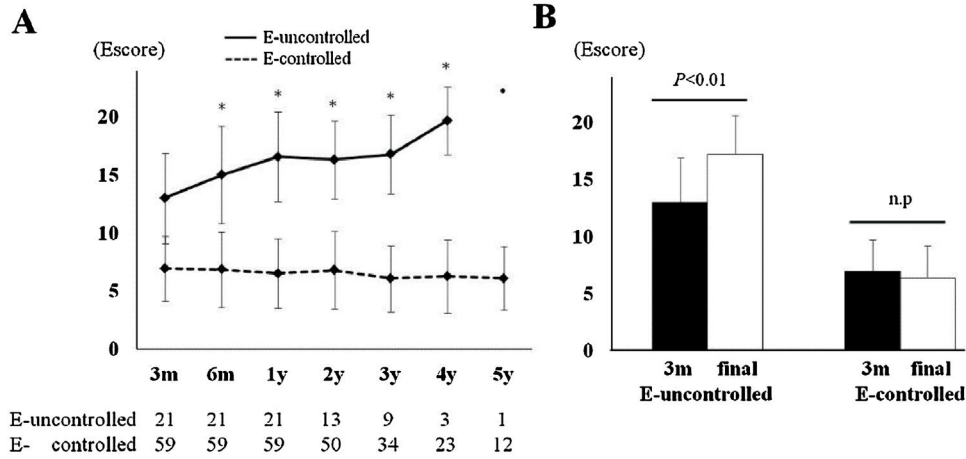 A
(Escore)
E-uncontrolled
E-controlled
* * * * *
20
15
10
5
0
3m 6m 1y 2y 3y 4y 5y
E-uncontrolled 21 21 21 13 9 3 1
E- controlled 59 59 59 50 34 23 12
B
(Escore)
P<0.01
n.p
20
15
10
5
0
3m final 3m final
E-uncontrolled E-controlled